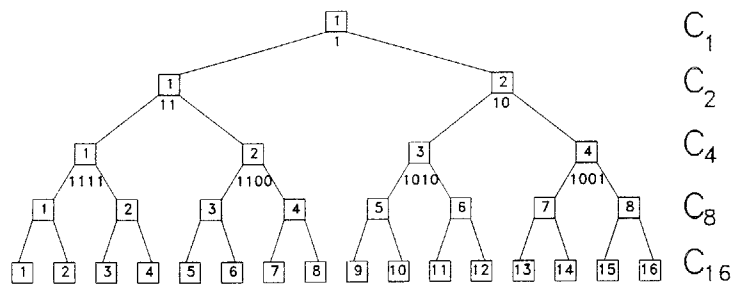 1 C1
1
1 2 C2
11 10
1 2 3 4 C4
1111 1100 1010 1001
1 2 3 4 5 6 7 8 C8
1 2 3 4 5 6 7 8 9 10 11 12 13 14 15 16 C16